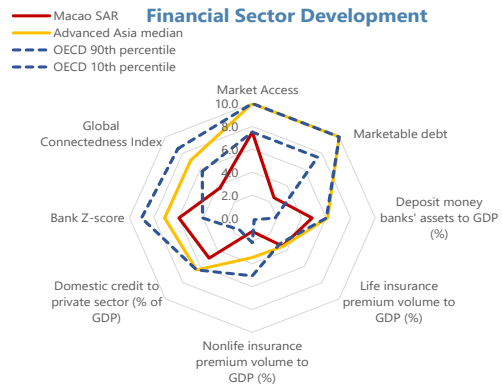 Financial Sector Development
Macao SAR
Advanced Asia median
OECD 90th percentile
OECD 10th percentile
Market Access
10.0
8.0
6.0
4.0
2.0
0.0
Marketable debt
Deposit money
banks' assets to GDP
(%)
Life insurance
premium volume to
GDP (%)
Nonlife insurance
premium volume to
GDP (%)
Domestic credit to
private sector (% of
GDP)
Bank Z-score
Global
Connectedness Index